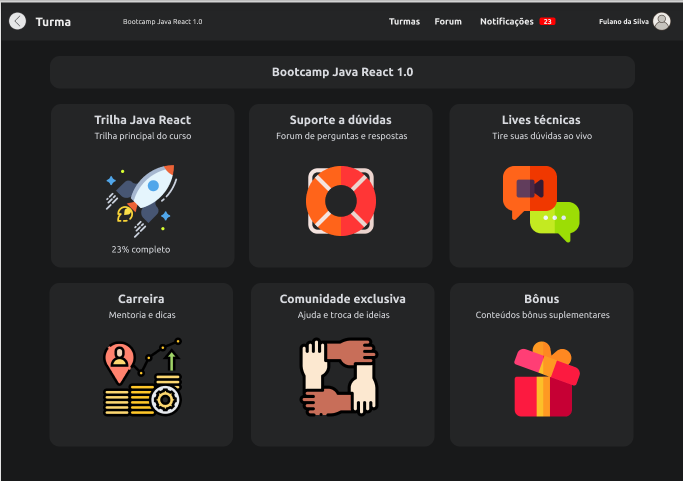 Turma
Bootcamp Java React 1.0
Turmas
Forum
Notificações 23
Fulano da Silva
Bootcamp Java React 1.0
Trilha Java React
Trilha principal do curso
23% completo
Suporte a dúvidas
Forum de perguntas e respostas
Lives técnicas
Tire suas dúvidas ao vivo
Carreira
Mentoria e dicas
Comunidade exclusiva
Ajuda e troca de ideias
Bônus
Conteúdos bônus suplementares